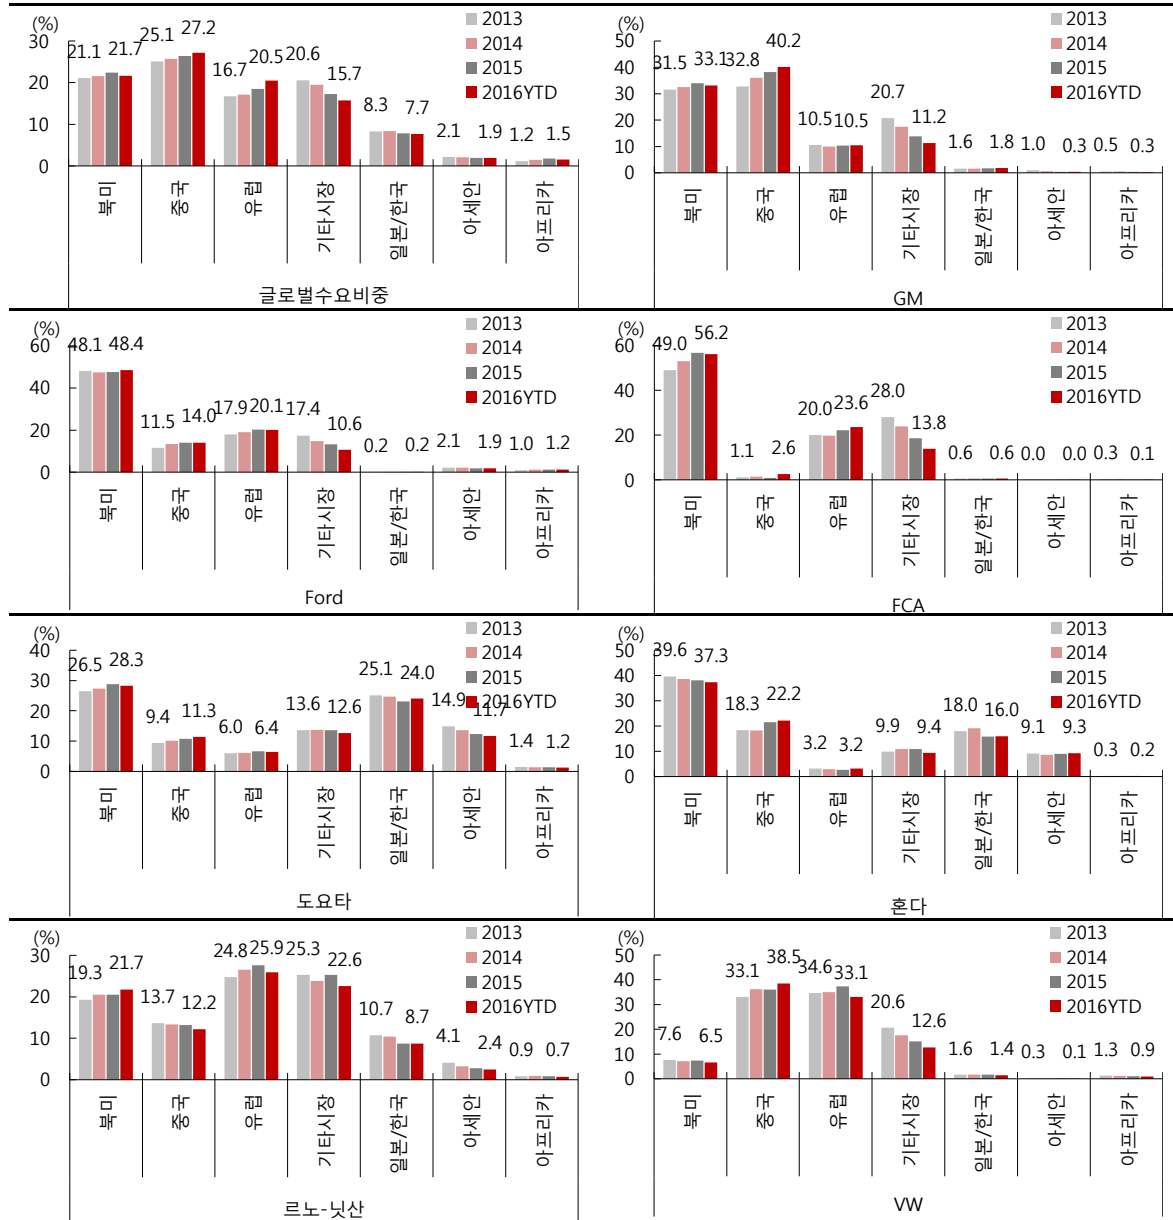 (%)
2013
2014
2015
2016YTD
30
20
10
0
21.1 21.7 25.1 27.2 16.7 20.5 20.6 15.7 8.3 7.7 2.1 1.9 1.2 1.5
북미 중국 유럽 기타시장 일본/한국 아세안 아프리카
글로벌수요비중
(%)
2013
2014
2015
2016YTD
50
40
30
20
10
0
31.5 33.1 32.8 40.2 10.5 10.5 20.7 11.2 1.6 1.8 1.0 0.3 0.5 0.3
북미 중국 유럽 기타시장 일본/한국 아세안 아프리카
GM
(%)
2013
2014
2015
2016YTD
60
40
20
0
48.1 48.4 11.5 14.0 17.9 20.1 17.4 10.6 0.2 0.2 2.1 1.9 1.0 1.2
북미 중국 유럽 기타시장 일본/한국 아세안 아프리카
Ford
(%)
2013
2014
2015
2016YTD
60
40
20
0
49.0 56.2 1.1 2.6 20.0 23.6 28.0 13.8 0.6 0.6 0.0 0.0 0.3 0.1
북미 중국 유럽 기타시장 일본/한국 아세안 아프리카
FCA
(%)
2013
2014
2015
2016YTD
40
30
20
10
0
26.5 28.3 9.4 11.3 6.0 6.4 13.6 12.6 25.1 24.0 14.9 11.7 1.4 1.2
북미 중국 유럽 기타시장 일본/한국 아세안 아프리카
도요타
(%)
2013
2014
2015
2016YTD
50
40
30
20
10
0
39.6 37.3 18.3 22.2 3.2 3.2 9.9 9.4 18.0 16.0 9.1 9.3 0.3 0.2
북미 중국 유럽 기타시장 일본/한국 아세안 아프리카
혼다
(%)
2013
2014
2015
2016YTD
30
20
10
0
19.3 21.7 13.7 12.2 24.8 25.9 25.3 22.6 10.7 8.7 4.1 2.4 0.9 0.7
북미 중국 유럽 기타시장 일본/한국 아세안 아프리카
르노-닛산
(%)
2013
2014
2015
2016YTD
50
40
30
20
10
0
7.6 6.5 33.1 38.5 34.6 33.1 20.6 12.6 1.6 1.4 0.3 0.1 1.3 0.9
북미 중국 유럽 기타시장 일본/한국 아세안 아프리카
VW